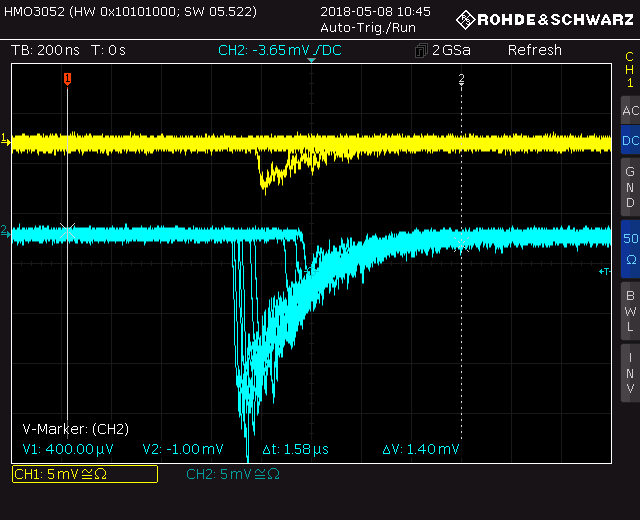 HMO3052 (HW 0x10101000; SW 05.522)
2018-05-08 10:45
ROHDE&SCHWARZ
Auto-Trig./Run
TB: 200 ns T: 0 s
CH2: -3.65 mV / DC
2 GSa
Refresh
CH1
AC
DC
GND
50 Ω
BWL
INV
1
2
1
2
T
V-Marker: (CH2)
V1: 400.00 µV V2: -1.00 mV Δt: 1.58 µs ΔV: 1.40 mV
CH1: 5 mV ≅Ω
CH2: 5 mV ≅Ω